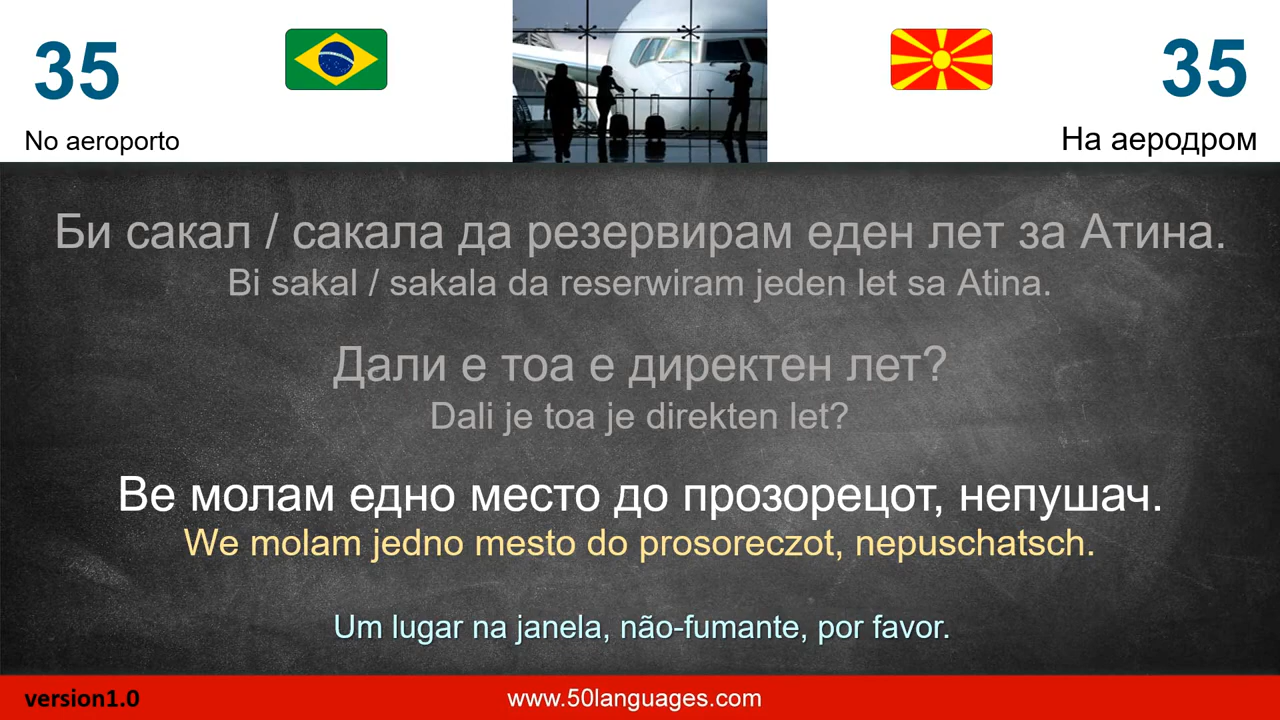 35
35
No aeroporto
На аеродром
Би сакал / сакала да резервирам еден лет за Атина.
Bi sakal / sakala da reserwiram jeden let sa Atina.
Дали е тоа е директен лет?
Dali je toa je direkten let?
Ве молам едно место до прозорецот, непушач.
We molam jedno mesto do prosoreczot, nepuschatsch.
Um lugar na janela, não-fumante, por favor.
version1.0
www.50languages.com